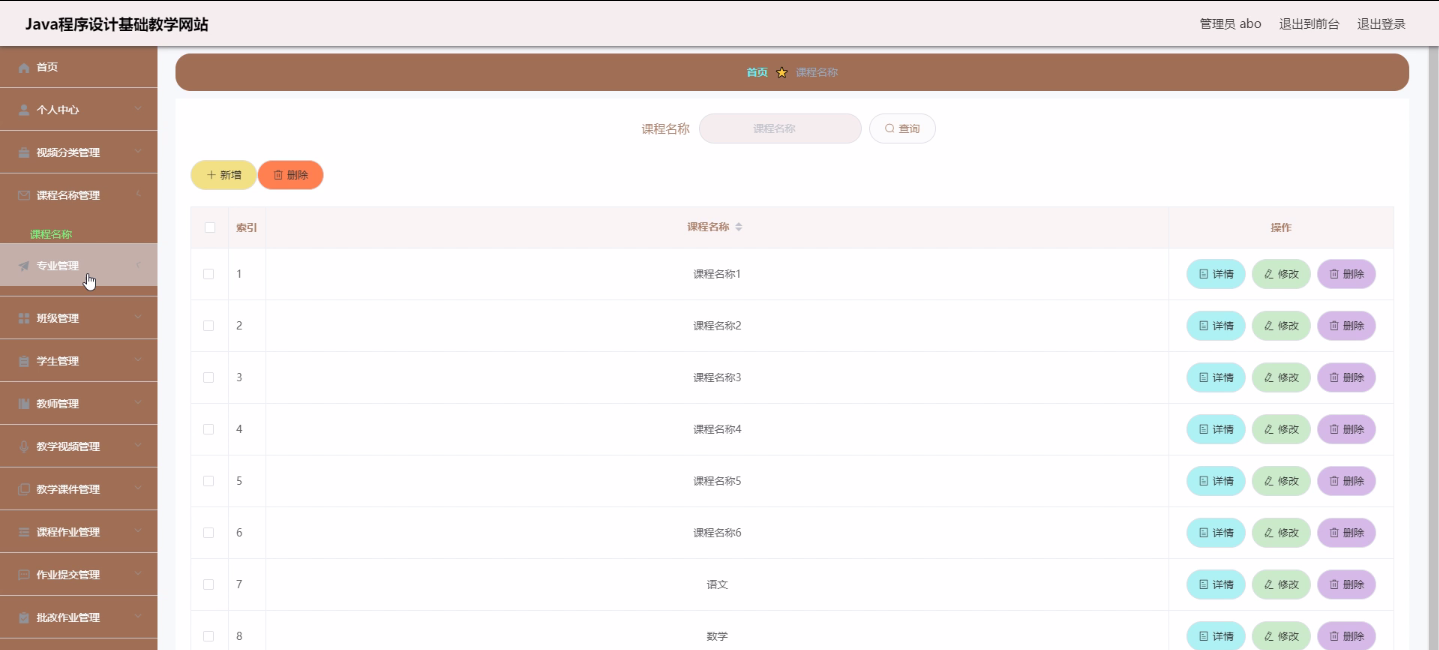 Java程序设计基础教学网站
管理员 abo 退出到前台 退出登录
首页
个人中心
视频分类管理
课程名称管理
课程名称
专业管理
班级管理
学生管理
教师管理
教学视频管理
教学课件管理
课程作业管理
作业提交管理
批改作业管理
首页 课程名称
课程名称 课程名称 查询
新增 删除
索引 课程名称 操作
1 课程名称1 详情 修改 删除
2 课程名称2 详情 修改 删除
3 课程名称3 详情 修改 删除
4 课程名称4 详情 修改 删除
5 课程名称5 详情 修改 删除
6 课程名称6 详情 修改 删除
7 语文 详情 修改 删除
8 数学 详情 修改 删除